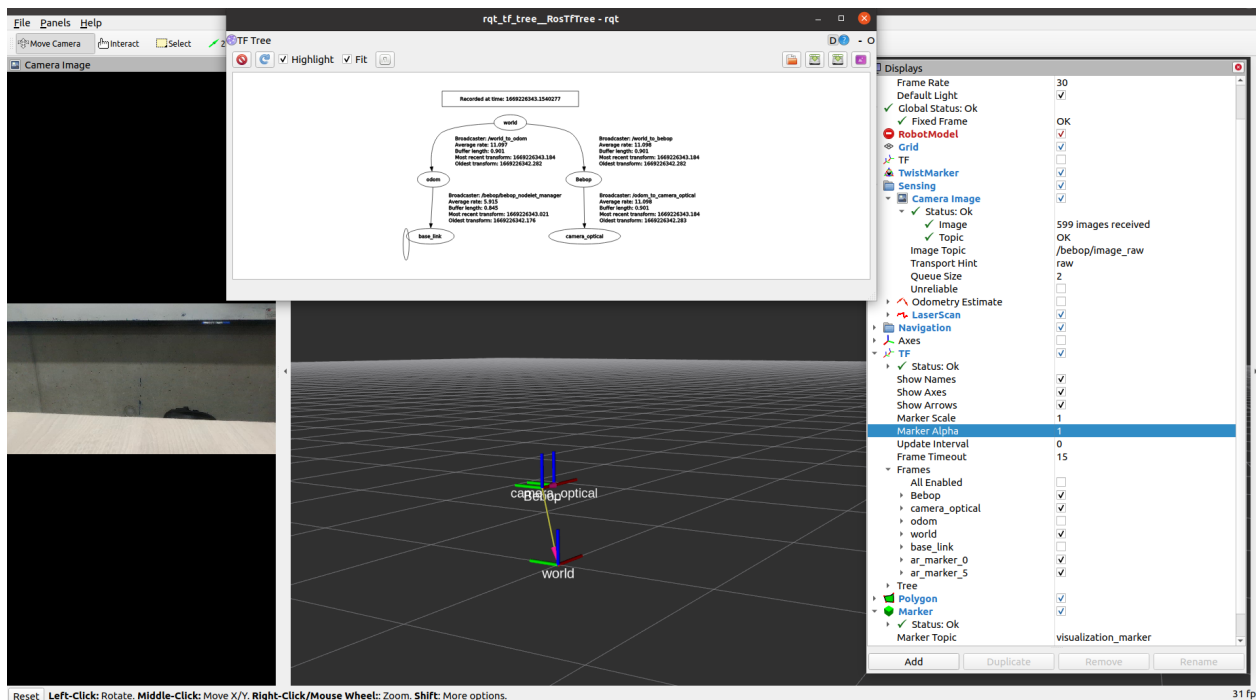 rqt_tf_tree__RosTfTree - rqt
File Panels Help
Move Camera Interact Select 2
Camera Image
TF Tree
D - O
Highlight Fit
Recorded at time: 1669226343.1540277
world
Broadcaster: /world_to_odom
Average rate: 11.097
Buffer length: 0.901
Most recent transform: 1669226343.184
Oldest transform: 1669226342.282
Broadcaster: /world_to_bebop
Average rate: 11.098
Buffer length: 0.901
Most recent transform: 1669226343.184
Oldest transform: 1669226342.282
odom
Bebop
Broadcaster: /bebop/bebop_nodelet_manager
Average rate: 5.915
Buffer length: 0.845
Most recent transform: 1669226343.021
Oldest transform: 1669226342.176
Broadcaster: /odom_to_camera_optical
Average rate: 11.098
Buffer length: 0.901
Most recent transform: 1669226343.184
Oldest transform: 1669226342.283
base_link
camera_optical
camera_optical
Bebop
world
Displays
Frame Rate 30
Default Light
Global Status: Ok
Fixed Frame OK
RobotModel
Grid
TF
TwistMarker
Sensing
Camera Image
Status: Ok
Image 599 images received
Topic OK
Image Topic /bebop/image_raw
Transport Hint raw
Queue Size 2
Unreliable
Odometry Estimate
LaserScan
Navigation
Axes
TF
Status: Ok
Show Names
Show Axes
Show Arrows
Marker Scale 1
Marker Alpha 1
Update Interval 0
Frame Timeout 15
Frames
All Enabled
Bebop
camera_optical
odom
world
base_link
ar_marker_0
ar_marker_5
Tree
Polygon
Marker
Status: Ok
Marker Topic visualization_marker
Add Duplicate Remove Rename
Reset Left-Click: Rotate. Middle-Click: Move X/Y. Right-Click/Mouse Wheel:: Zoom. Shift: More options.
31 fp